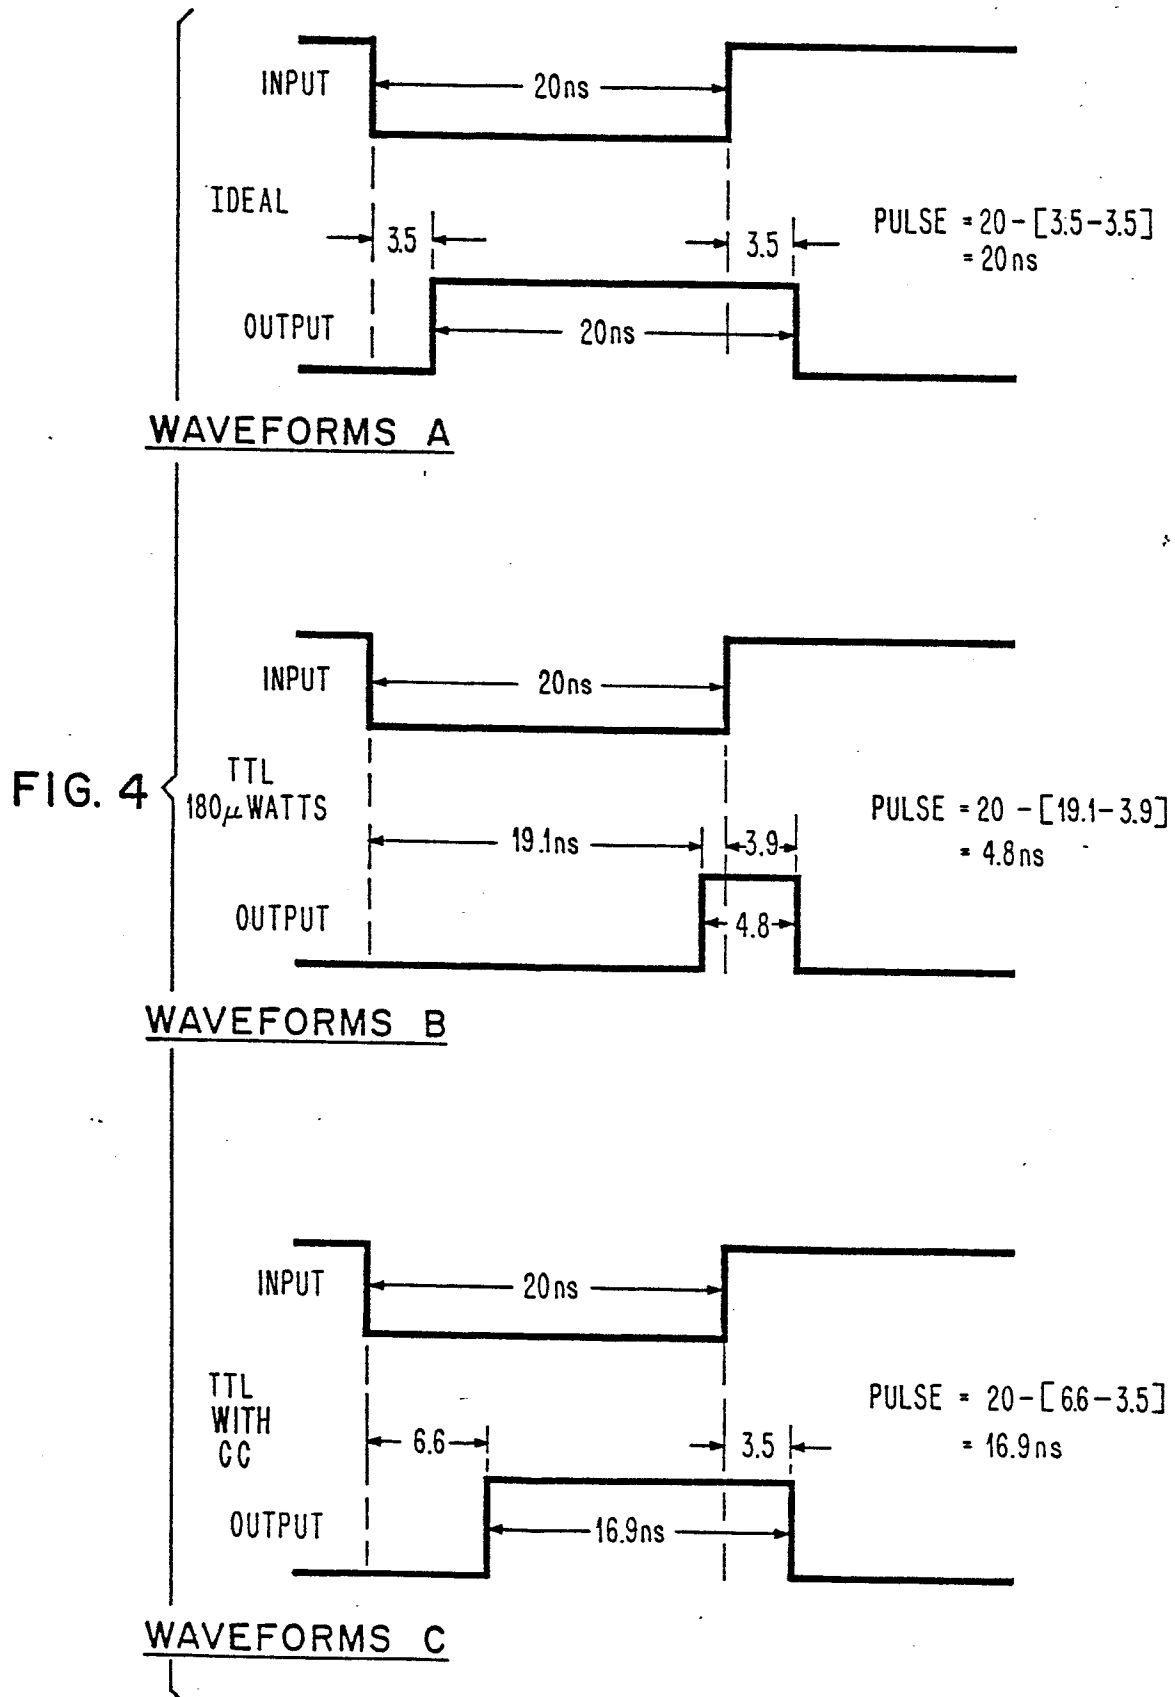 INPUT
20ns
IDEAL
3.5
3.5
PULSE = 20-[3.5-3.5]
= 20ns
OUTPUT
20ns
WAVEFORMS A
INPUT
20ns
FIG. 4
TTL
180μWATTS
19.1ns
3.9
PULSE = 20 -[19.1-3.9]
= 4.8ns
OUTPUT
4.8
WAVEFORMS B
INPUT
20ns
TTL
WITH
CC
6.6
3.5
PULSE = 20-[6.6-3.5]
= 16.9ns
OUTPUT
16.9ns
WAVEFORMS C